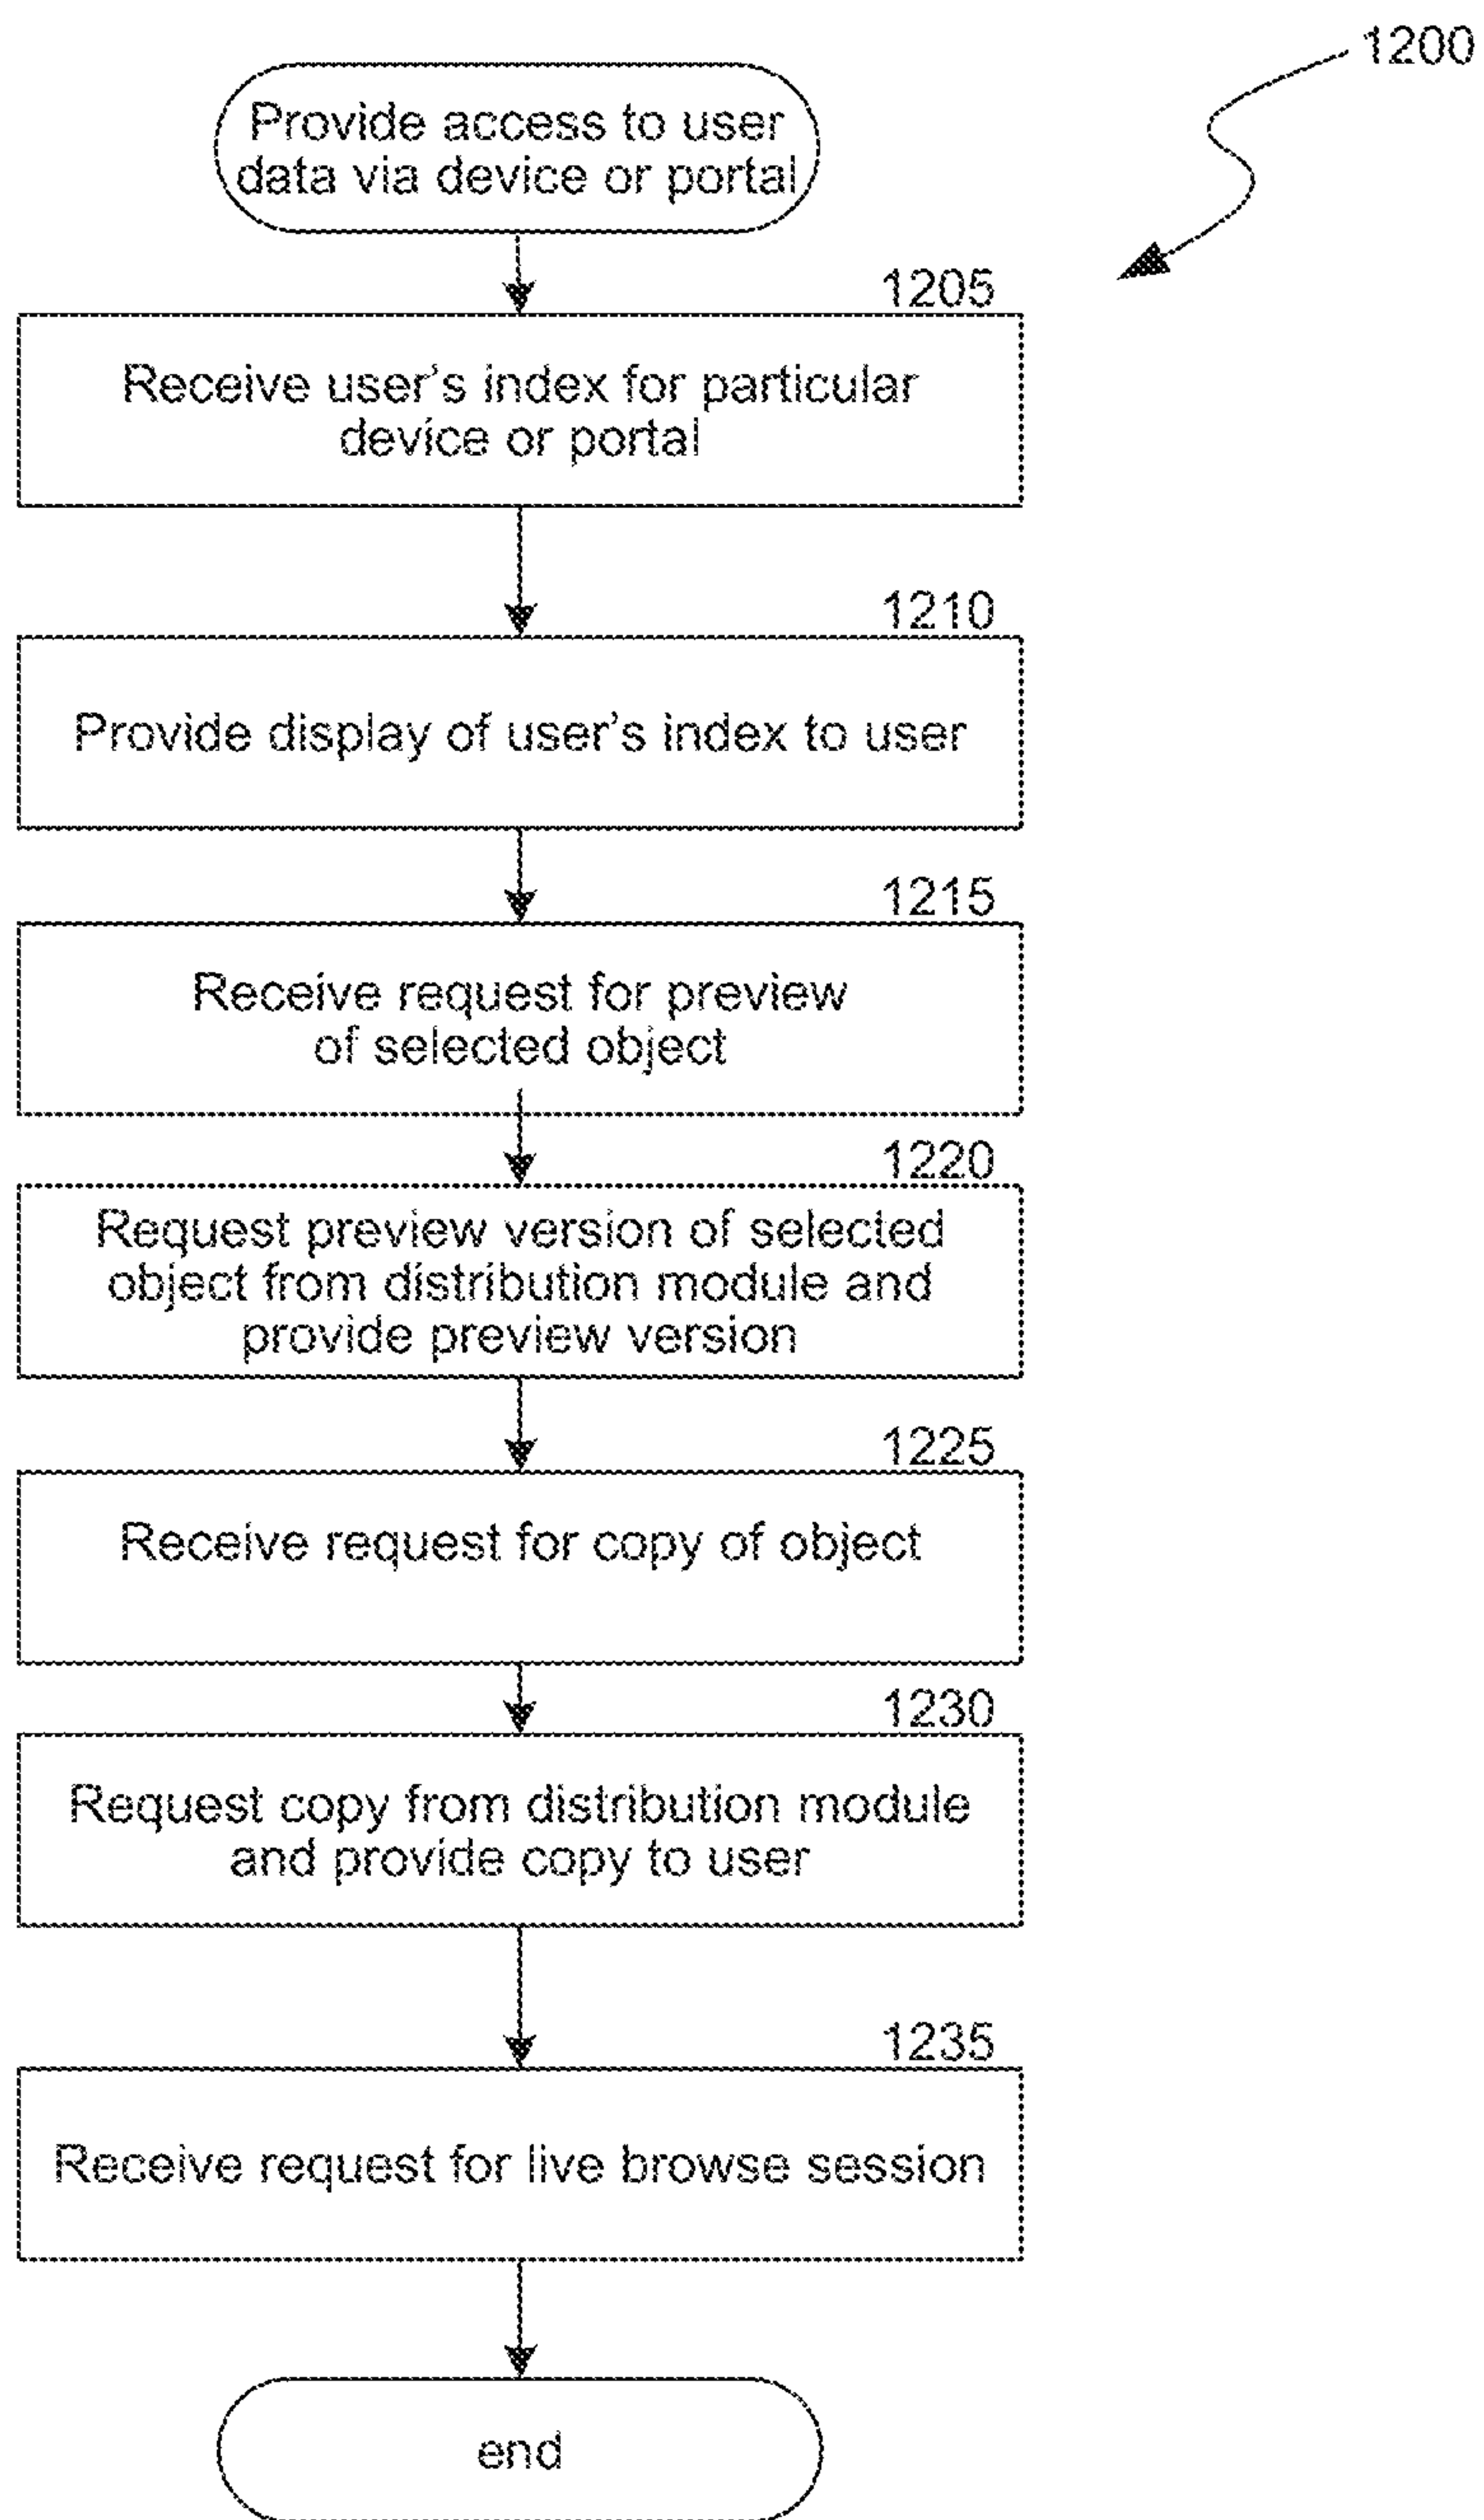 1200
Provide access to user
data via device or portal
1205
Receive user's index for particular
device or portal
1210
Provide display of user's index to user
1215
Receive request for preview
of selected object
1220
Request preview version of selected
object from distribution module and
provide preview version
1225
Receive request for copy of object
1230
Request copy from distribution module
and provide copy to user
1235
Receive request for live browse session
end